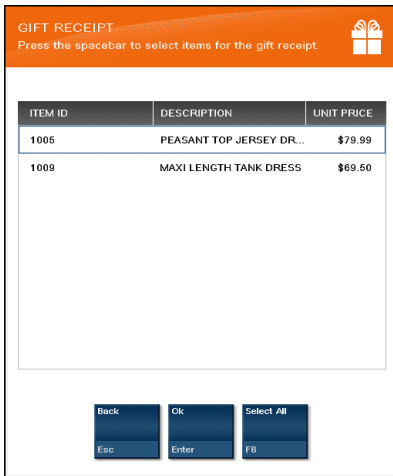 GIFT RECEIPT
Press the spacebar to select items for the gift receipt.
ITEM ID DESCRIPTION UNIT PRICE
1005 PEASANT TOP JERSEY DR... $79.99
1009 MAXI LENGTH TANK DRESS $69.50
Back Ok Select All
Esc Enter F8